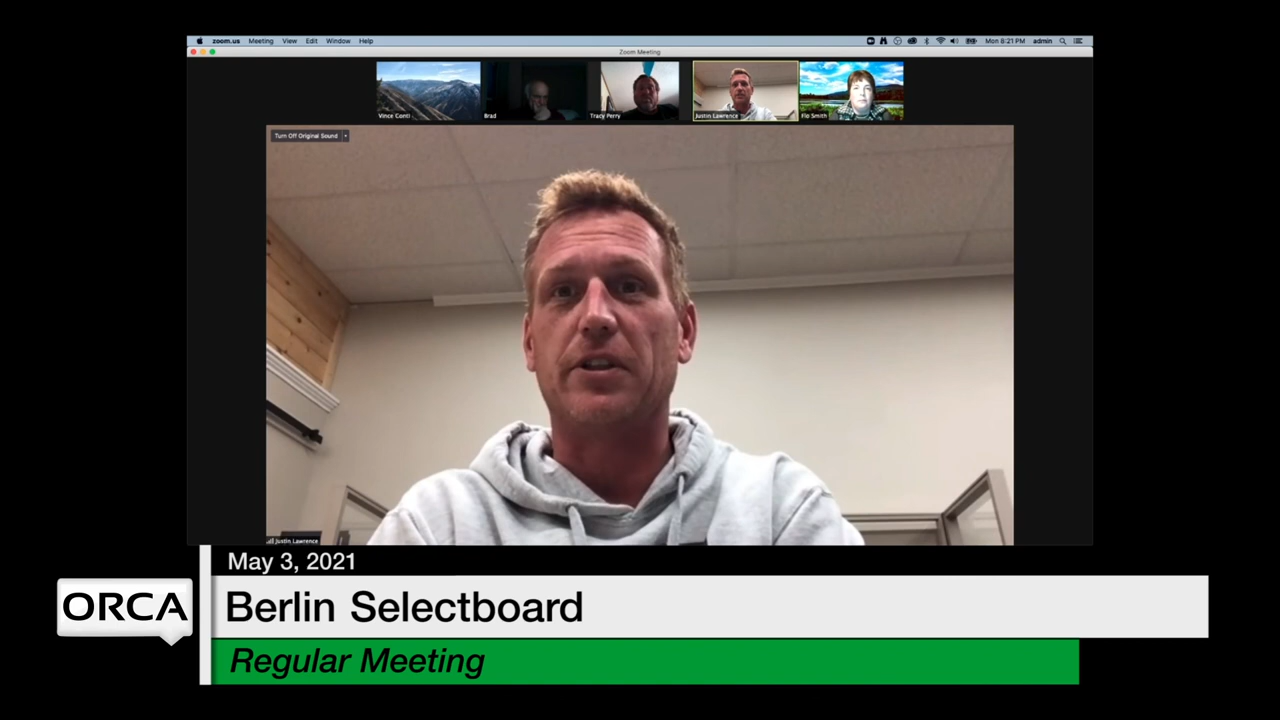 zoom.us Meeting View Edit Window Help Mon 8:21 PM admin
Zoom Meeting
Vince Conti Brad Tracy Perry Justin Lawrence Flo Smith
Turn Off Original Sound
Justin Lawrence
May 3, 2021
ORCA
Berlin Selectboard
Regular Meeting